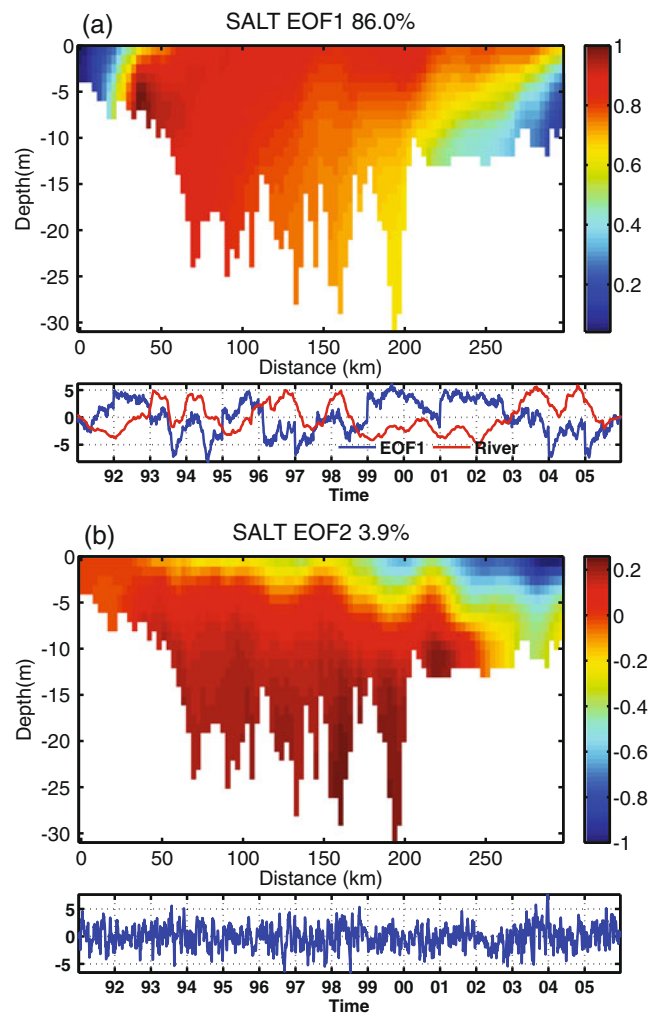 (a)
SALT EOF1 86.0%
0
-5
-10
-15
-20
-25
-30
Depth(m)
0 50 100 150 200 250
Distance (km)
1
0.8
0.6
0.4
0.2
5
0
-5
EOF1 River
92 93 94 95 96 97 98 99 00 01 02 03 04 05
Time
(b)
SALT EOF2 3.9%
0
-5
-10
-15
-20
-25
-30
Depth(m)
0 50 100 150 200 250
Distance (km)
0.2
0
-0.2
-0.4
-0.6
-0.8
-1
5
0
-5
92 93 94 95 96 97 98 99 00 01 02 03 04 05
Time